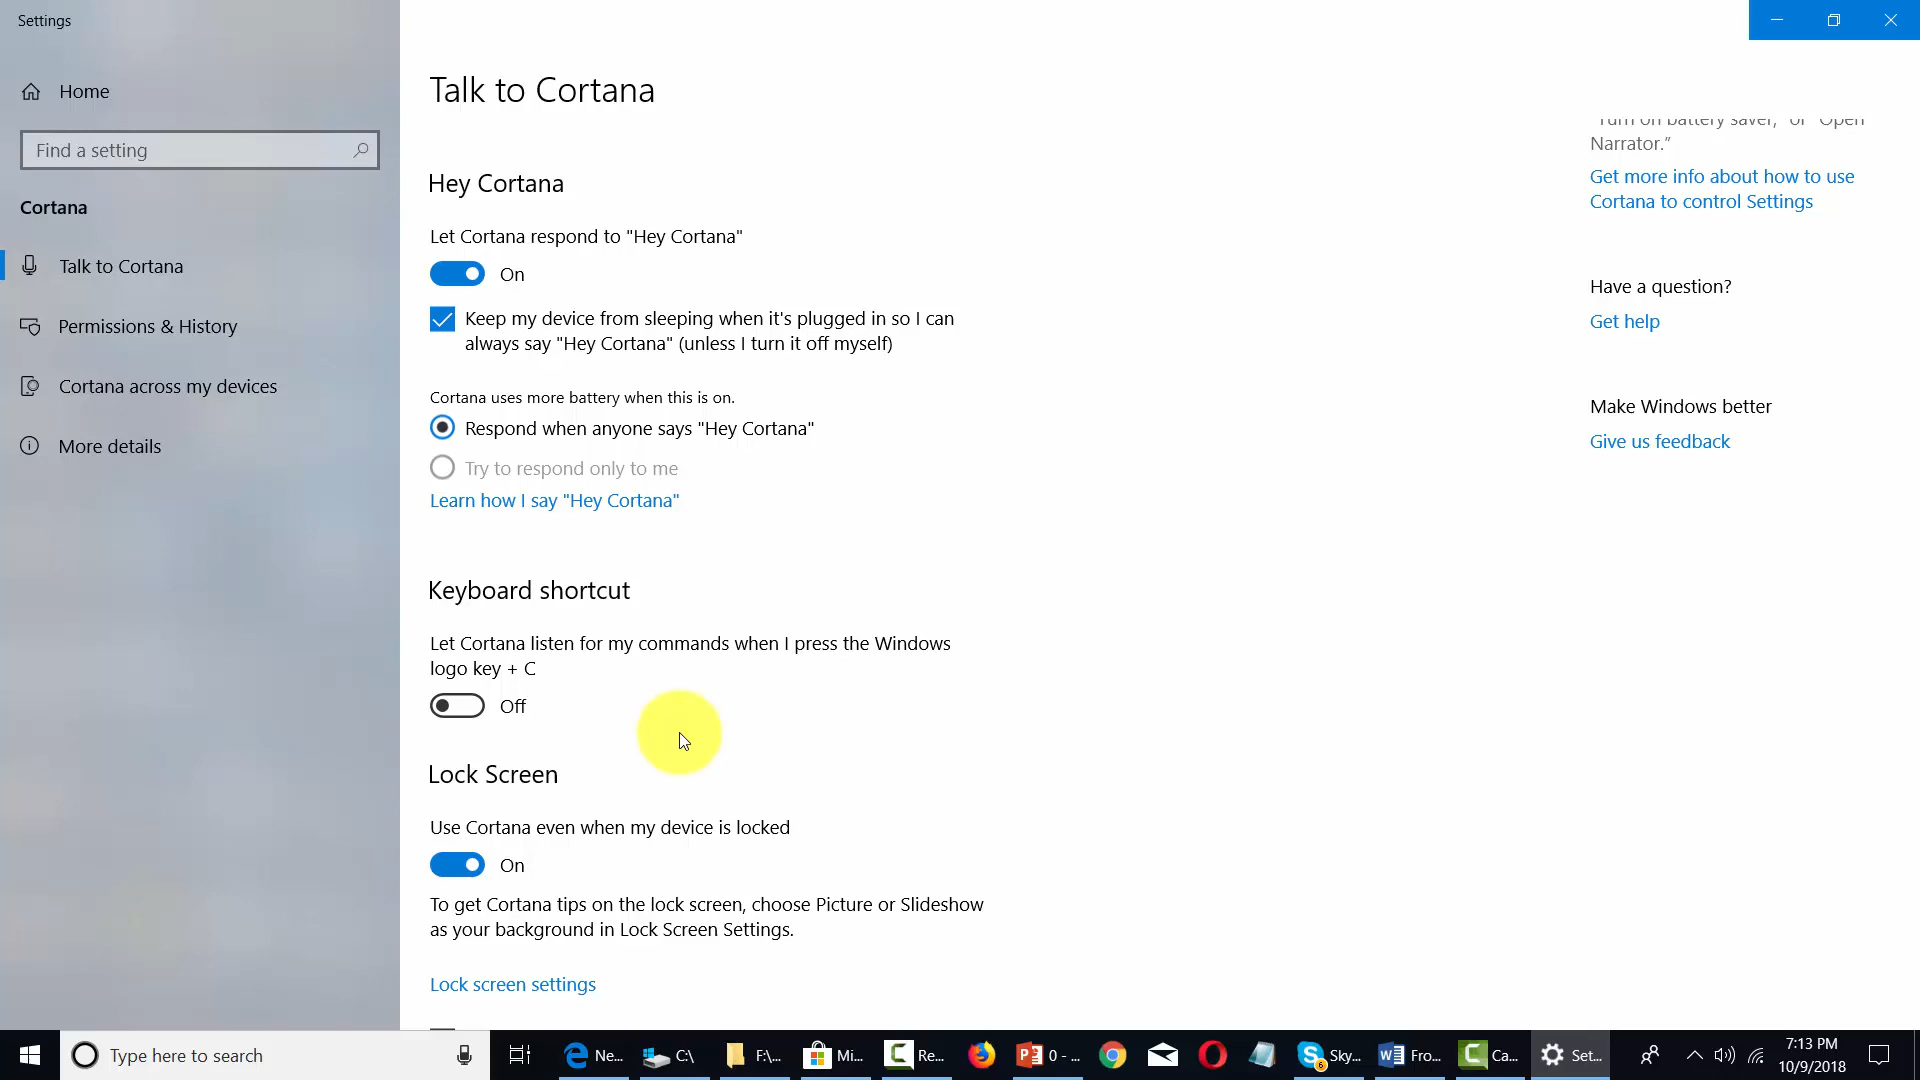 Settings
Home
Find a setting
Cortana
Talk to Cortana
Permissions & History
Cortana across my devices
More details
Talk to Cortana
Hey Cortana
Let Cortana respond to "Hey Cortana"
On
Keep my device from sleeping when it's plugged in so I can
always say "Hey Cortana" (unless I turn it off myself)
Cortana uses more battery when this is on.
Respond when anyone says "Hey Cortana"
Try to respond only to me
Learn how I say "Hey Cortana"
Keyboard shortcut
Let Cortana listen for my commands when I press the Windows
logo key + C
Off
Lock Screen
Use Cortana even when my device is locked
On
To get Cortana tips on the lock screen, choose Picture or Slideshow
as your background in Lock Screen Settings.
Lock screen settings
"Turn on battery saver," or "Open
Narrator."
Get more info about how to use
Cortana to control Settings
Have a question?
Get help
Make Windows better
Give us feedback
Type here to search
Ne...
C:\
F:\...
Mi...
Re...
0 - ...
Sky...
6
Fro...
Ca...
Set...
7:13 PM
10/9/2018